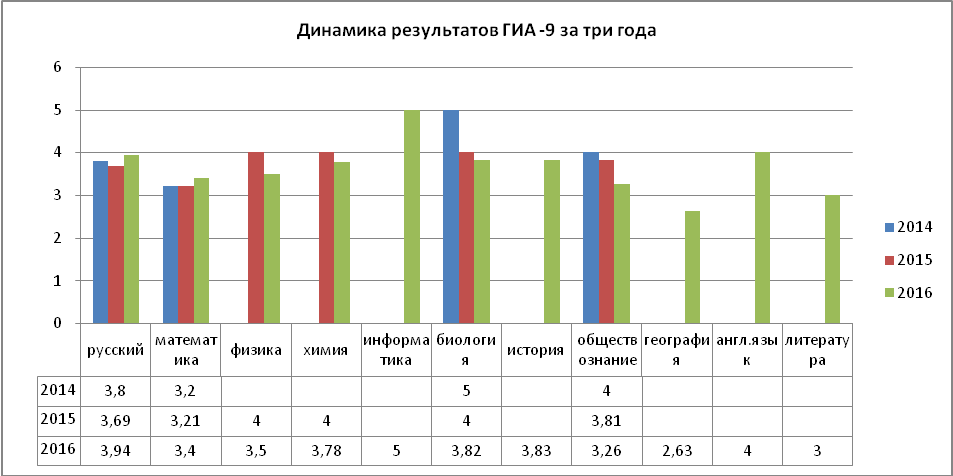 Динамика результатов ГИА -9 за три года
6
5
4
3
2
1
0
2014
2015
2016
русский математ физика химия информа биологи история обществ географи англ.язы литерату
ика тика я ознание я к ра
2014 3,8 3,2 5 4
2015 3,69 3,21 4 4 4 3,81
2016 3,94 3,4 3,5 3,78 5 3,82 3,83 3,26 2,63 4 3